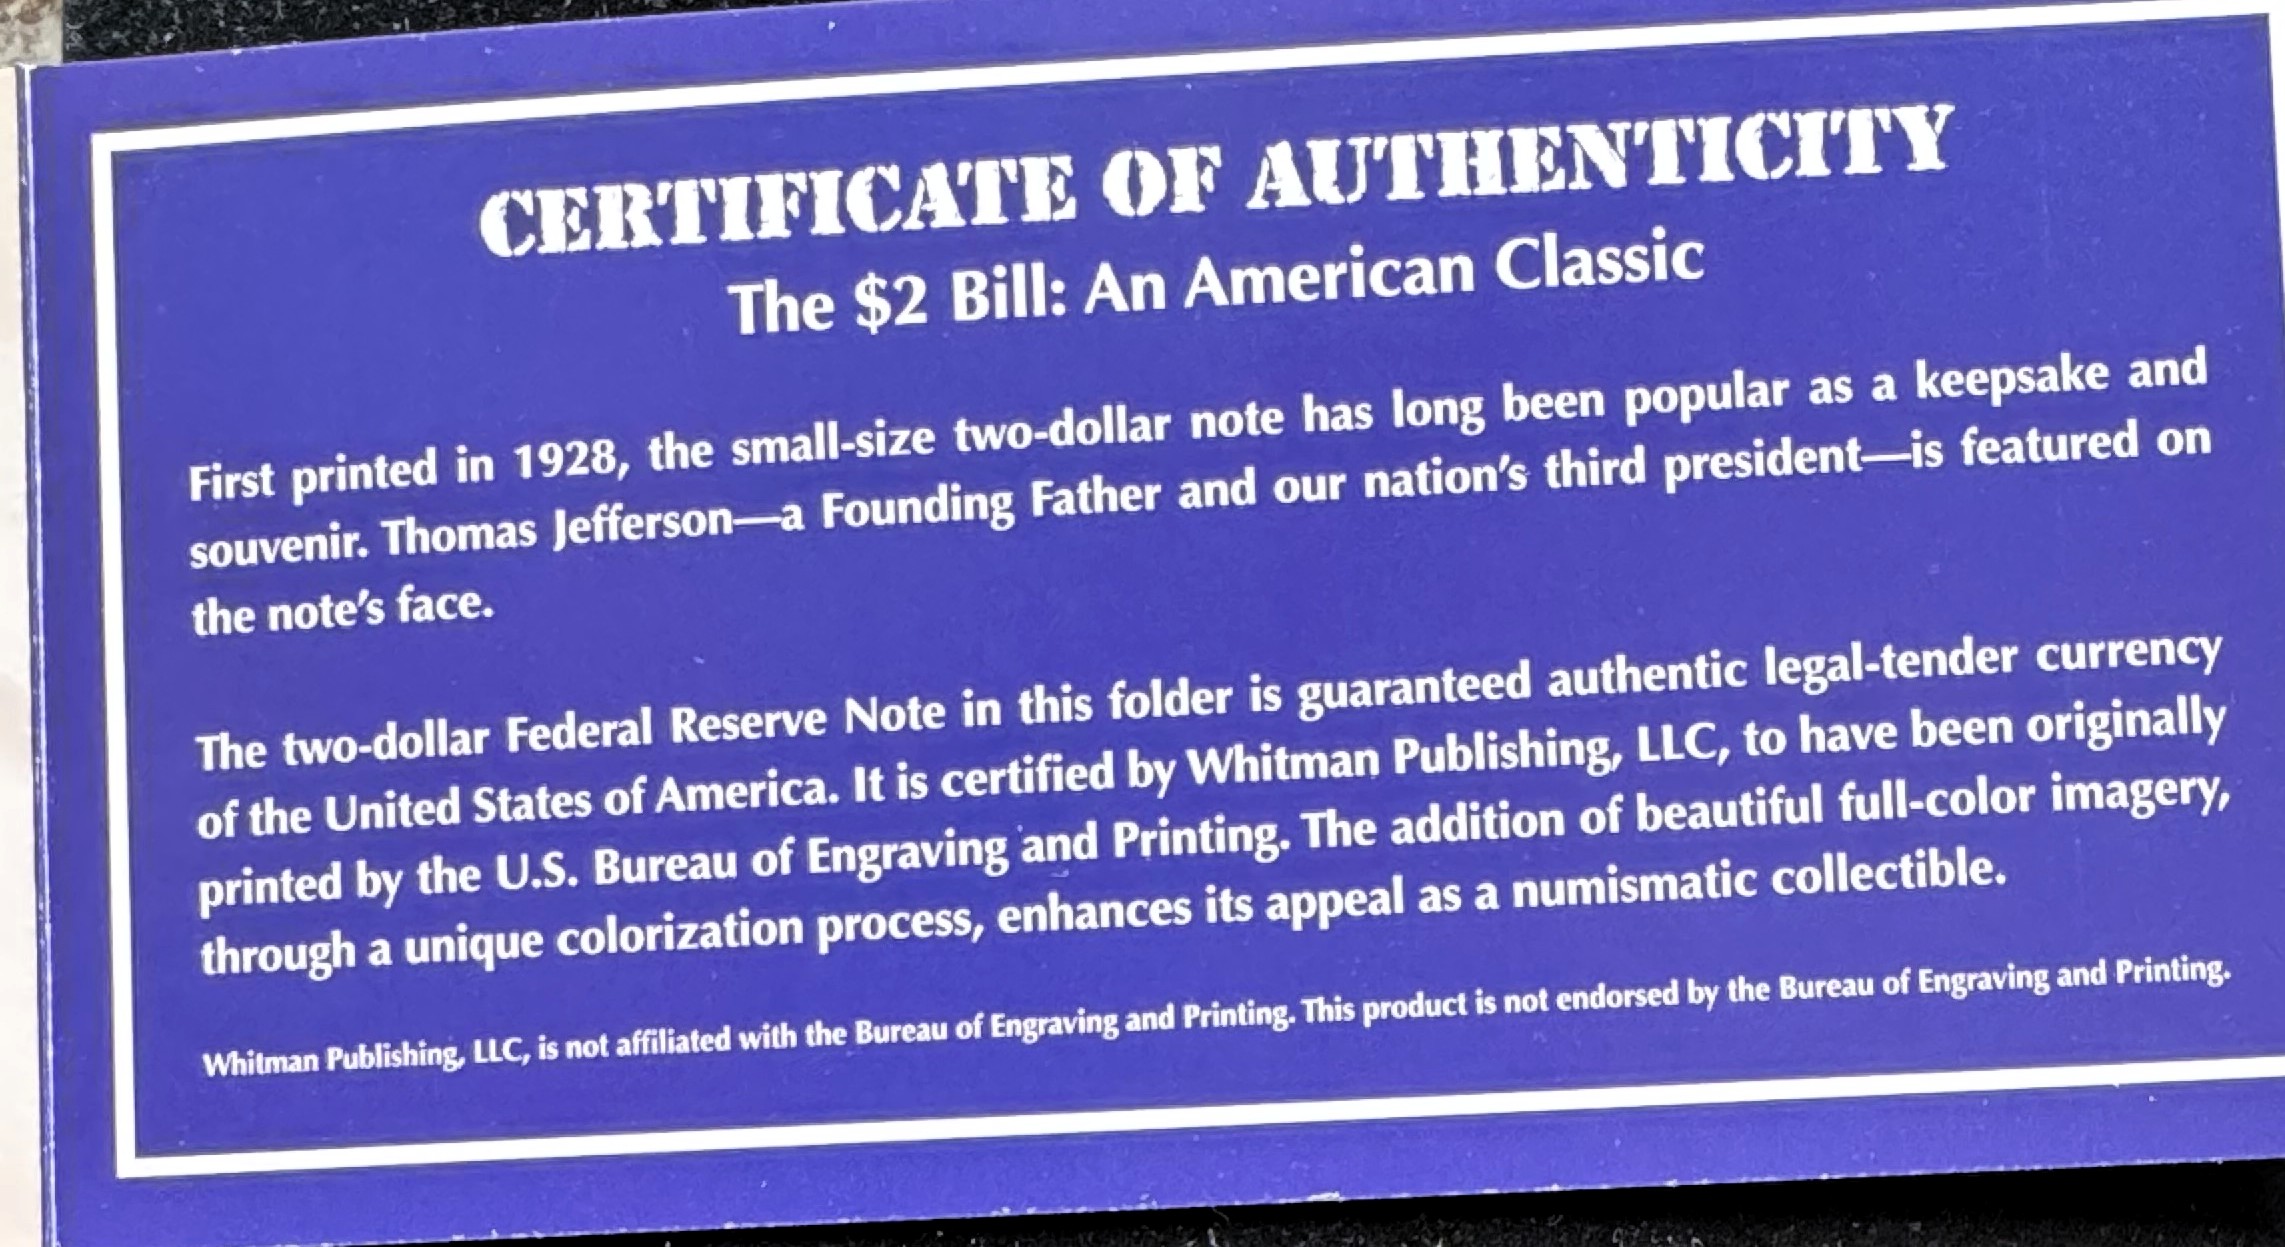 CERTIFICATE OF AUTHENTICITY
The $2 Bill: An American Classic
First printed in 1928, the small-size two-dollar note has long been popular as a keepsake and
souvenir. Thomas Jefferson—a Founding Father and our nation's third president—is featured on
the note's face.
The two-dollar Federal Reserve Note in this folder is guaranteed authentic legal-tender currency
of the United States of America. It is certified by Whitman Publishing, LLC, to have been originally
printed by the U.S. Bureau of Engraving and Printing. The addition of beautiful full-color imagery,
through a unique colorization process, enhances its appeal as a numismatic collectible.
Whitman Publishing, LLC, is not affiliated with the Bureau of Engraving and Printing. This product is not endorsed by the Bureau of Engraving and Printing.